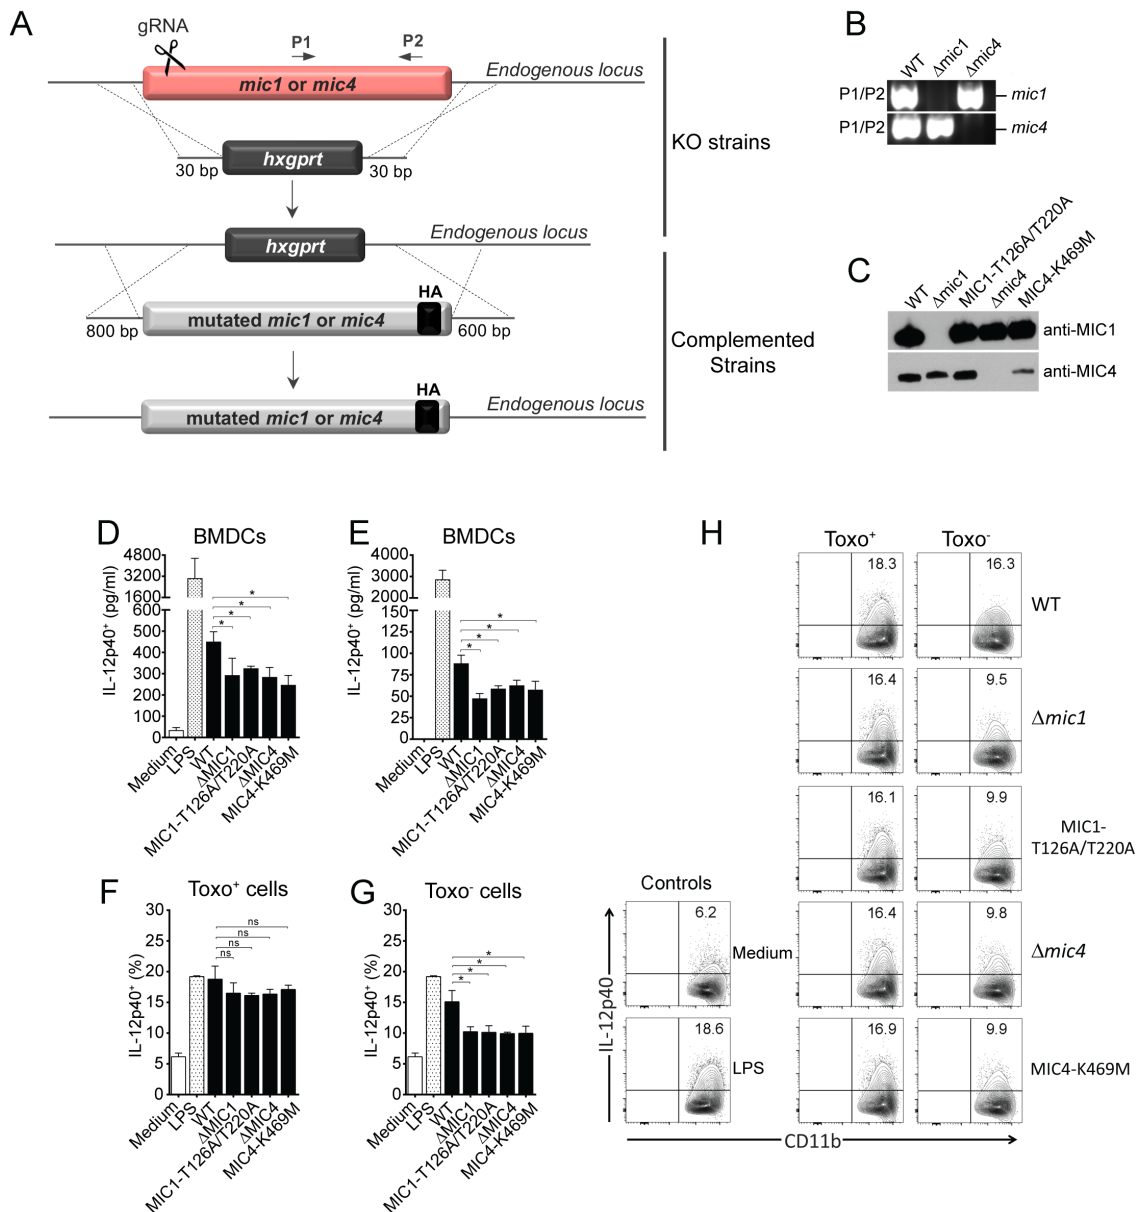 A
gRNA
P1
P2
mic1 or mic4
Endogenous locus
30 bp
hxgprt
30 bp
KO strains
hxgprt
Endogenous locus
HA
800 bp
mutated mic1 or mic4
600 bp
Complemented
Strains
HA
mutated mic1 or mic4
Endogenous locus
B
WT
Δmic1
Δmic4
P1/P2
mic1
P1/P2
mic4
C
WT
Δmic1
MIC1-T126A/T220A
Δmic4
MIC4-K469M
anti-MIC1
anti-MIC4
D
BMDCs
IL-12p40⁺ (pg/ml)
4800
3200
1600
600
500
400
300
200
100
0
*
*
*
*
Medium
LPS
WT
ΔMIC1
MIC1-T126A/T220A
ΔMIC4
MIC4-K469M
E
BMDCs
IL-12p40⁺ (pg/ml)
4000
3000
2000
150
125
100
75
50
25
0
*
*
*
*
Medium
LPS
WT
ΔMIC1
MIC1-T126A/T220A
ΔMIC4
MIC4-K469M
F
Toxo⁺ cells
IL-12p40⁺ (%)
30
25
20
15
10
5
0
ns
ns
ns
ns
Medium
LPS
WT
ΔMIC1
MIC1-T126A/T220A
ΔMIC4
MIC4-K469M
G
Toxo⁻ cells
IL-12p40⁺ (%)
30
25
20
15
10
5
0
*
*
*
*
Medium
LPS
WT
ΔMIC1
MIC1-T126A/T220A
ΔMIC4
MIC4-K469M
H
Toxo⁺
Toxo⁻
18.3
16.3
WT
16.4
9.5
Δmic1
16.1
9.9
MIC1-
T126A/T220A
Controls
6.2
Medium
16.4
9.8
Δmic4
18.6
LPS
16.9
9.9
MIC4-K469M
IL-12p40
CD11b